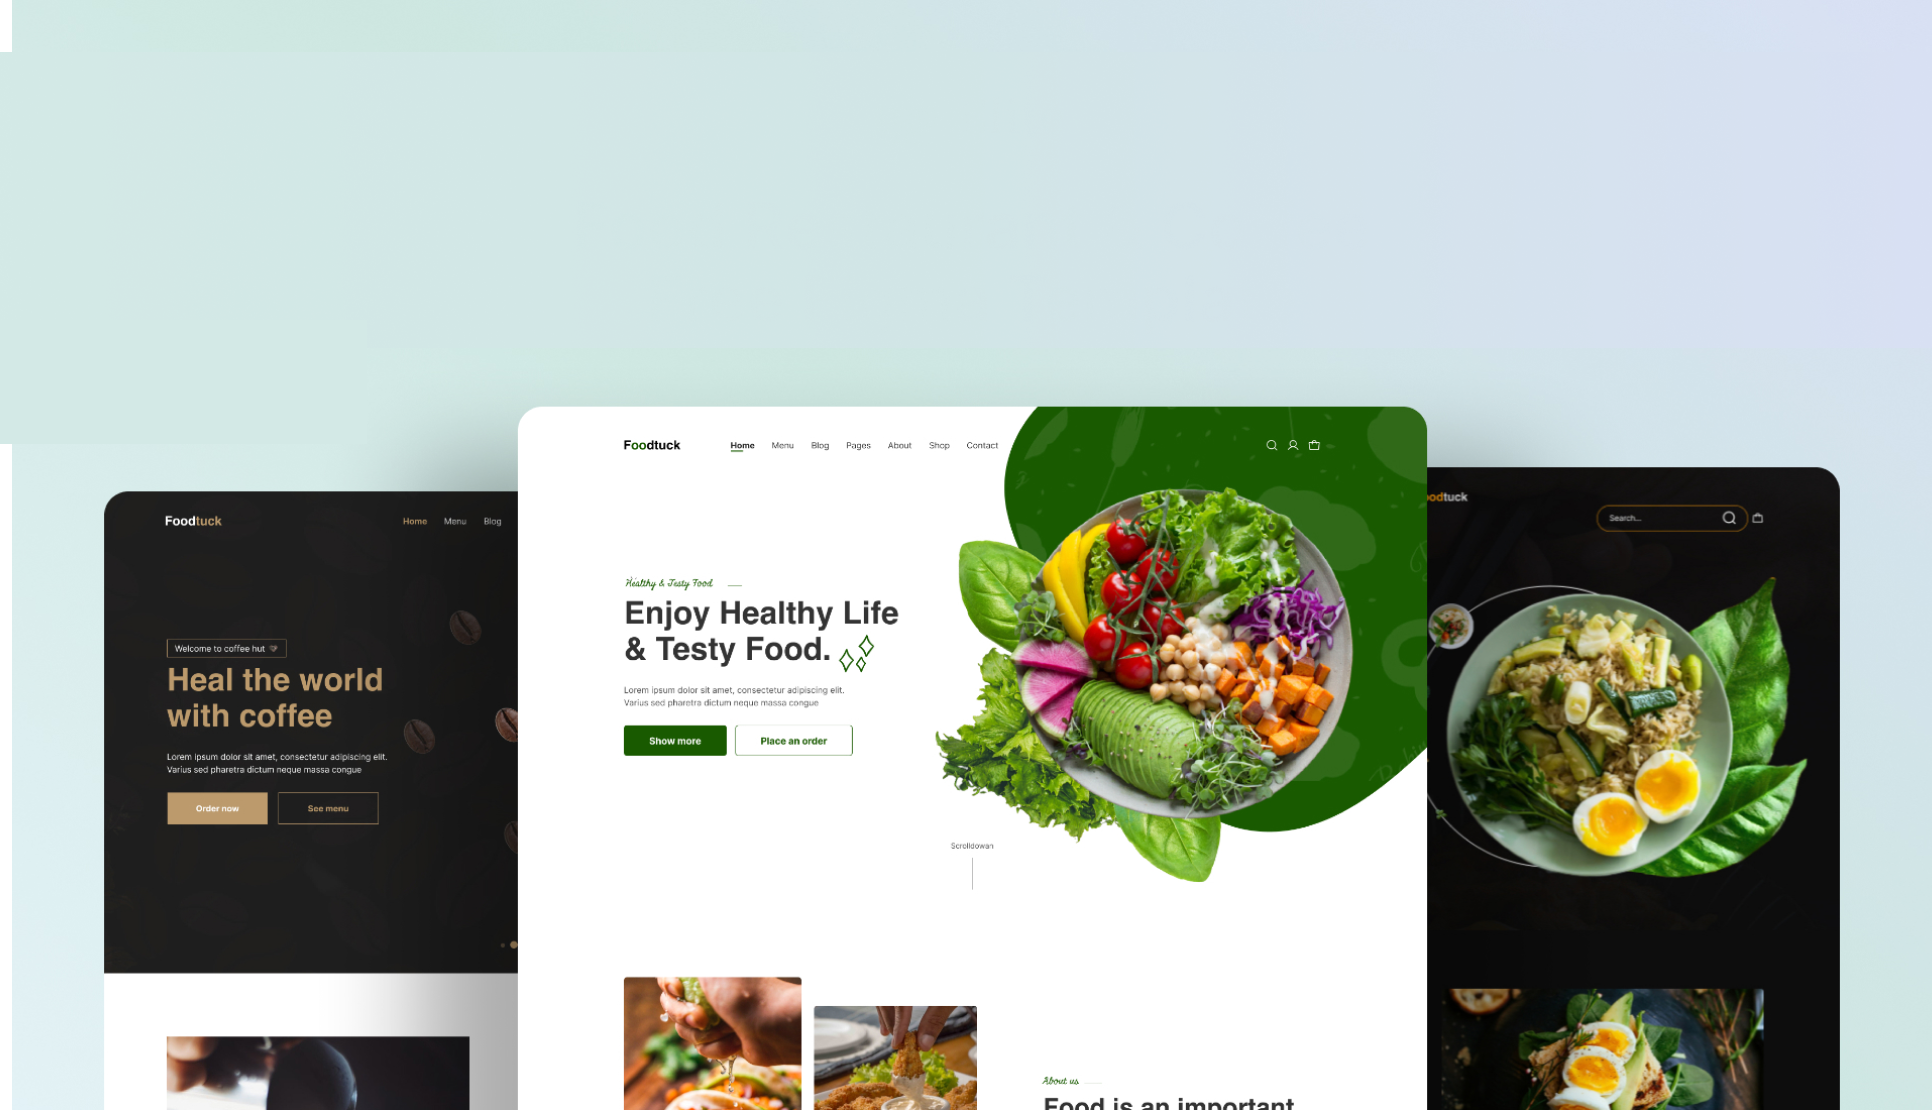 Foodtuck
Home Menu Blog
Welcome to coffee hut
Heal the world
with coffee
Lorem ipsum dolor sit amet, consectetur adipiscing elit.
Varius sed pharetra dictum neque massa congue
Order now See menu
Foodtuck Home Menu Blog Pages About Shop Contact
Healthy & Testy Food
Enjoy Healthy Life
& Testy Food.
Lorem ipsum dolor sit amet, consectetur adipiscing elit.
Varius sed pharetra dictum neque massa congue
Show more Place an order
Scrolldowan
About us
Food is an important
odtuck
Search...